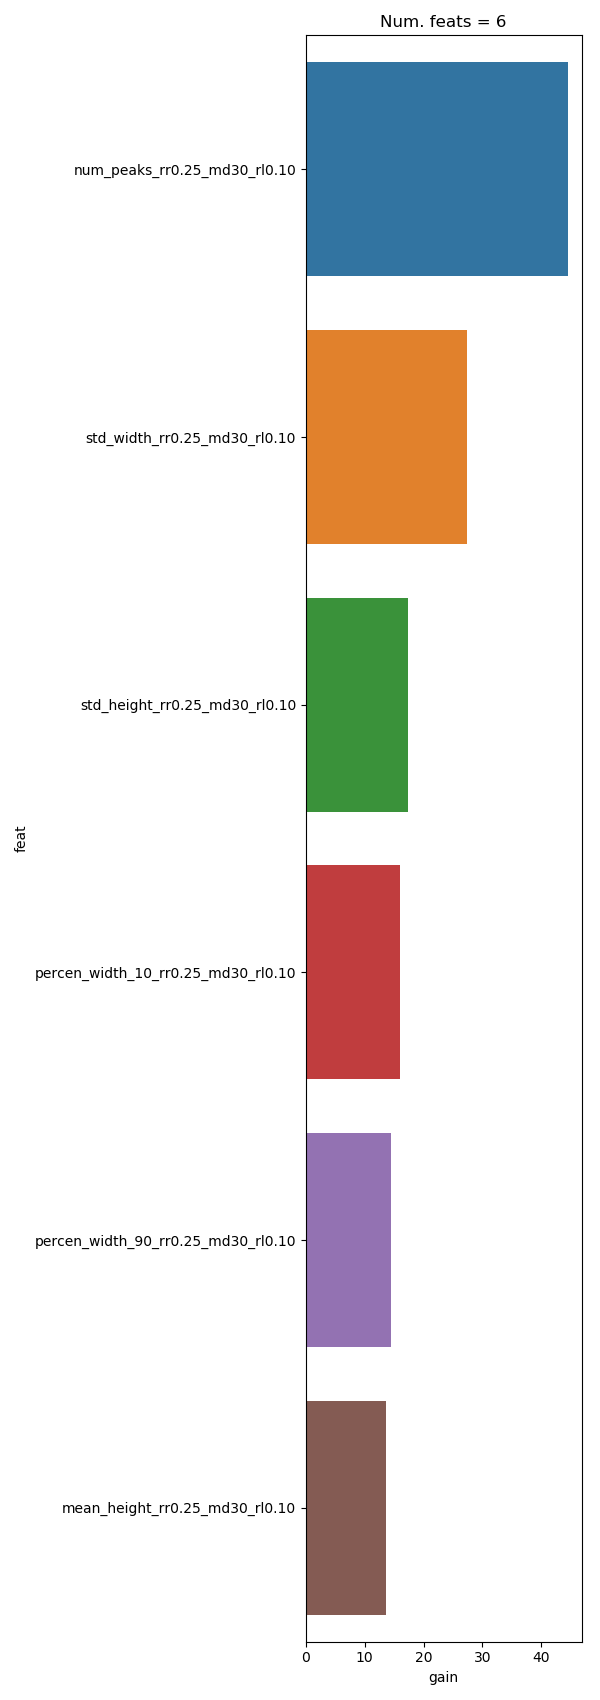 Num. feats = 6
num_peaks_rr0.25_md30_rl0.10
std_width_rr0.25_md30_rl0.10
std_height_rr0.25_md30_rl0.10
feat
percen_width_10_rr0.25_md30_rl0.10
percen_width_90_rr0.25_md30_rl0.10
mean_height_rr0.25_md30_rl0.10
0 10 20 30 40
gain